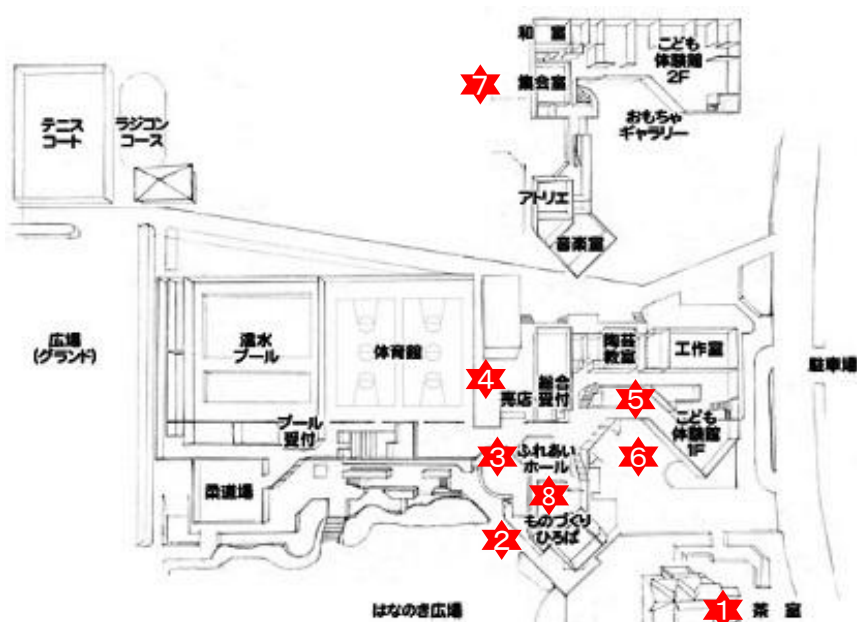 和室
こども
体験館
2F
7
集会室
テニス
コート
ラジコン
コース
おもちゃ
ギャラリー
アトリエ
音楽室
広場
(グランド)
温水
プール
体育館
4
売店
総合
受付
陶芸
教室
工作室
駐車場
5
こども
体験館
1F
プール
受付
3
ふれあい
ホール
6
柔道場
8
ものづくり
ひろば
2
はなのき広場
1
茶室